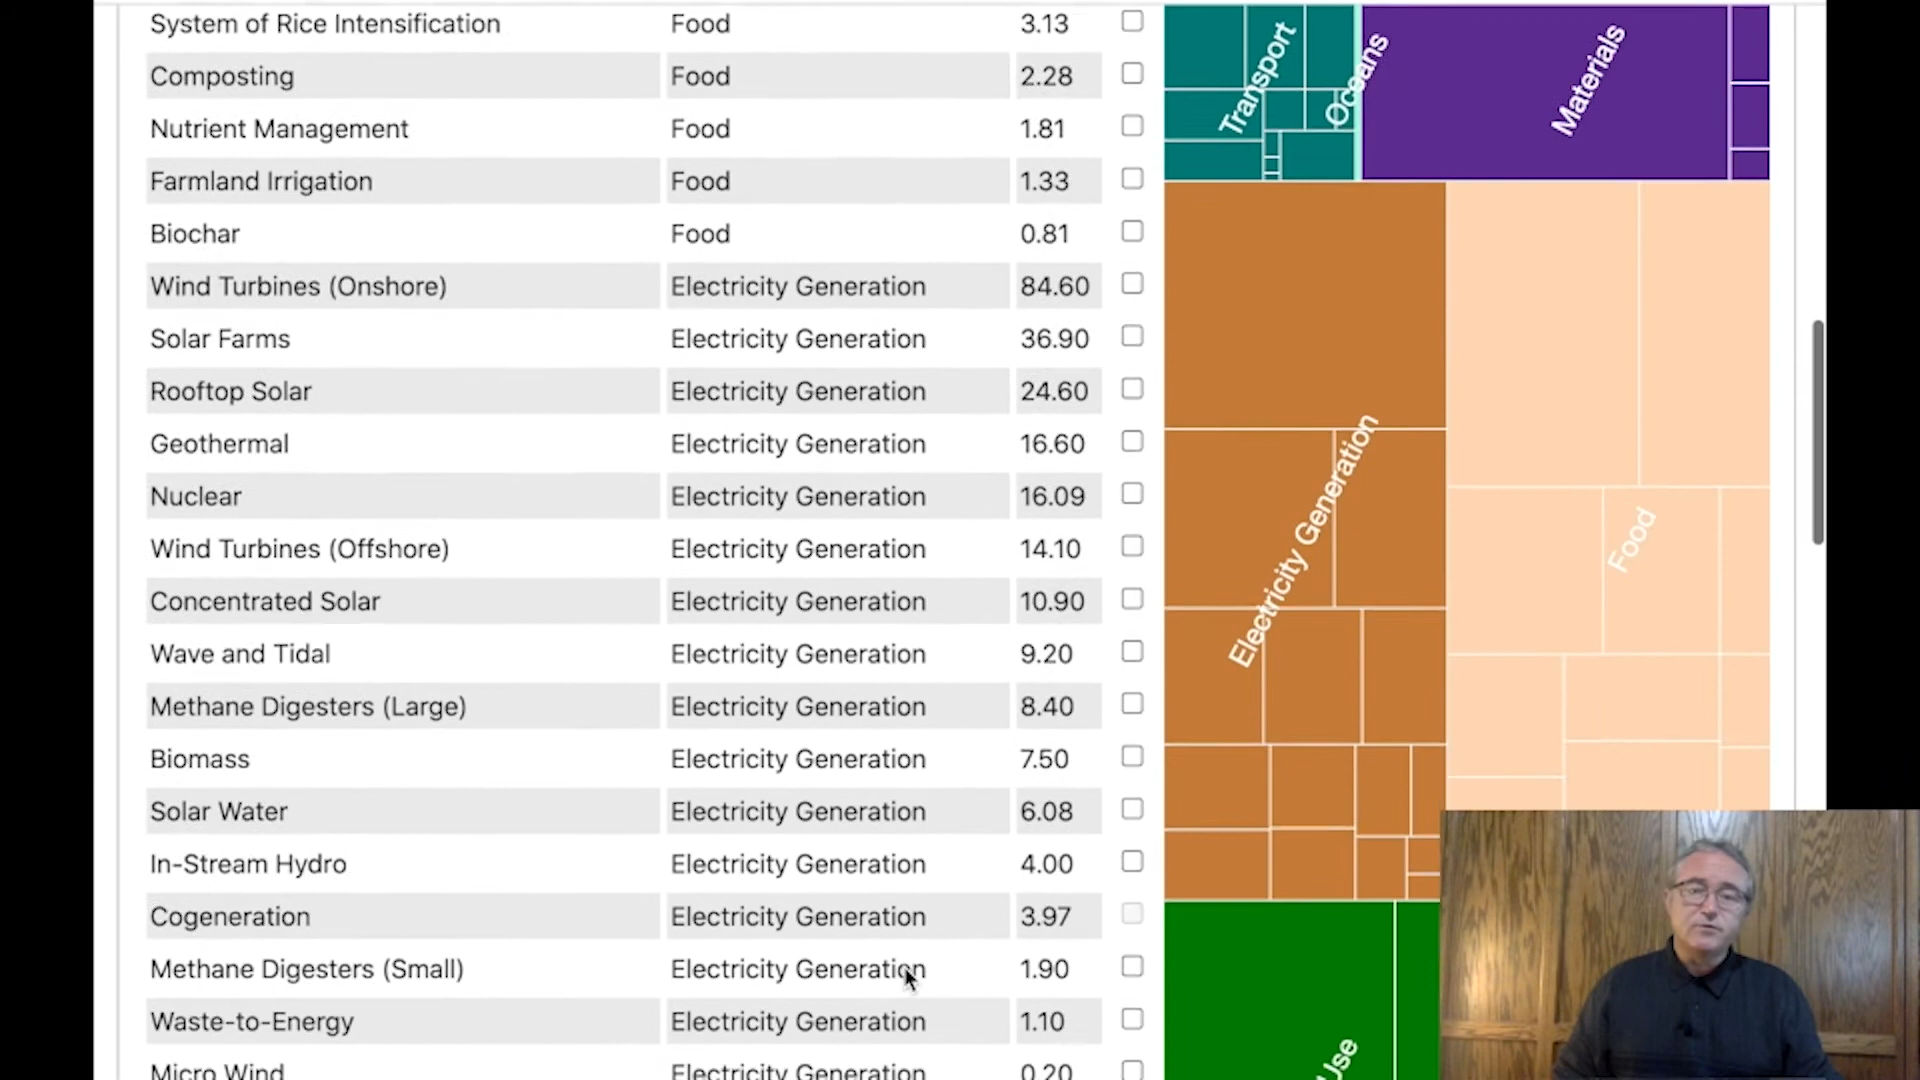 System of Rice Intensification Food 3.13
Composting Food 2.28
Nutrient Management Food 1.81
Farmland Irrigation Food 1.33
Biochar Food 0.81
Wind Turbines (Onshore) Electricity Generation 84.60
Solar Farms Electricity Generation 36.90
Rooftop Solar Electricity Generation 24.60
Geothermal Electricity Generation 16.60
Nuclear Electricity Generation 16.09
Wind Turbines (Offshore) Electricity Generation 14.10
Concentrated Solar Electricity Generation 10.90
Wave and Tidal Electricity Generation 9.20
Methane Digesters (Large) Electricity Generation 8.40
Biomass Electricity Generation 7.50
Solar Water Electricity Generation 6.08
In-Stream Hydro Electricity Generation 4.00
Cogeneration Electricity Generation 3.97
Methane Digesters (Small) Electricity Generation 1.90
Waste-to-Energy Electricity Generation 1.10
Micro Wind Electricity Generation 0.20
Transport
Oceans
Materials
Electricity Generation
Food
Use